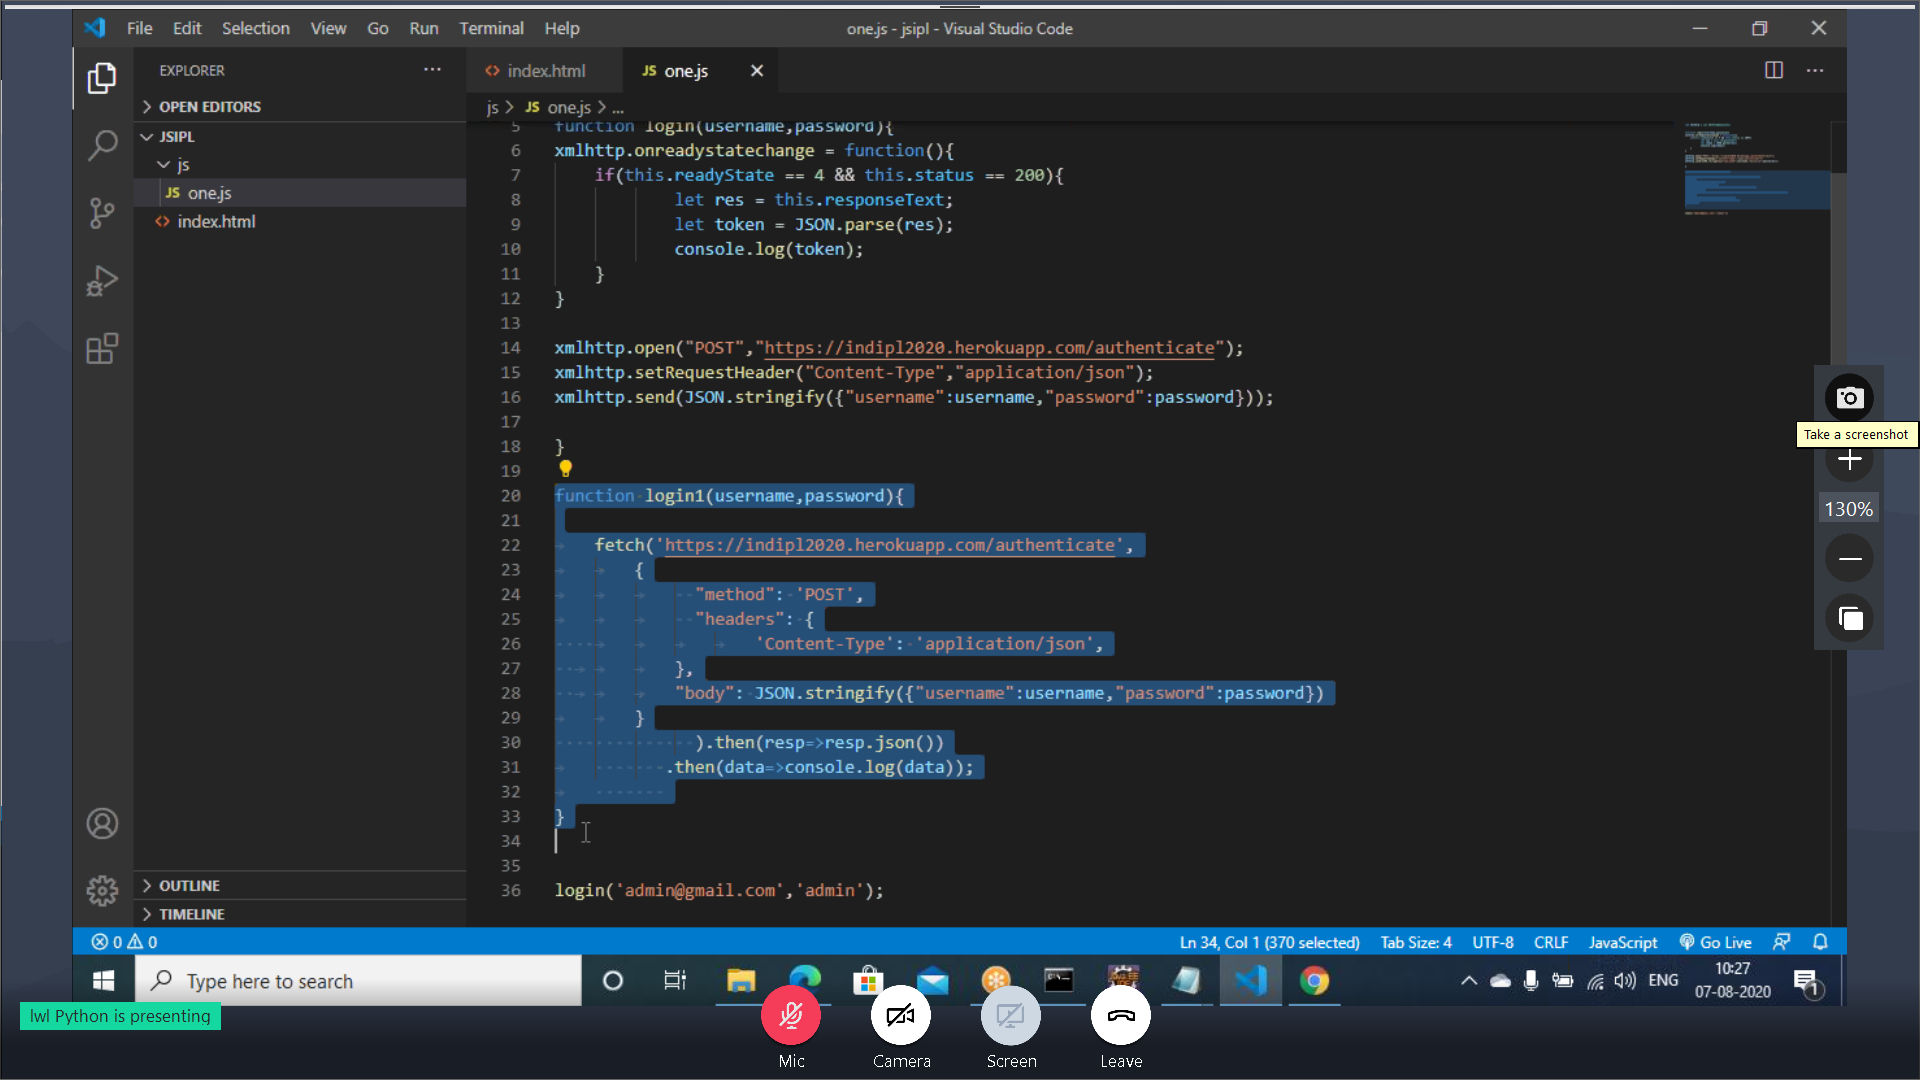 File Edit Selection View Go Run Terminal Help
one.js - jsipl - Visual Studio Code
EXPLORER
OPEN EDITORS
JSIPL
js
JS one.js
index.html
index.html
JS one.js
js > JS one.js > ...
5 function login(username,password){
6 xmlhttp.onreadystatechange = function(){
7 if(this.readyState == 4 && this.status == 200){
8 let res = this.responseText;
9 let token = JSON.parse(res);
10 console.log(token);
11 }
12 }
13
14 xmlhttp.open("POST","https://indipl2020.herokuapp.com/authenticate");
15 xmlhttp.setRequestHeader("Content-Type","application/json");
16 xmlhttp.send(JSON.stringify({"username":username,"password":password}));
17
18 }
19
20 function login1(username,password){
21
22 fetch('https://indipl2020.herokuapp.com/authenticate',
23 {
24 "method": 'POST',
25 "headers": {
26 'Content-Type': 'application/json',
27 },
28 "body": JSON.stringify({"username":username,"password":password})
29 }
30 ).then(resp=>resp.json())
31 .then(data=>console.log(data));
32
33 }
34
35
36 login('admin@gmail.com','admin');
Take a screenshot
130%
OUTLINE
TIMELINE
0 0
Ln 34, Col 1 (370 selected) Tab Size: 4 UTF-8 CRLF JavaScript Go Live
Type here to search
ENG
10:27
07-08-2020
1
lwl Python is presenting
Mic
Camera
Screen
Leave